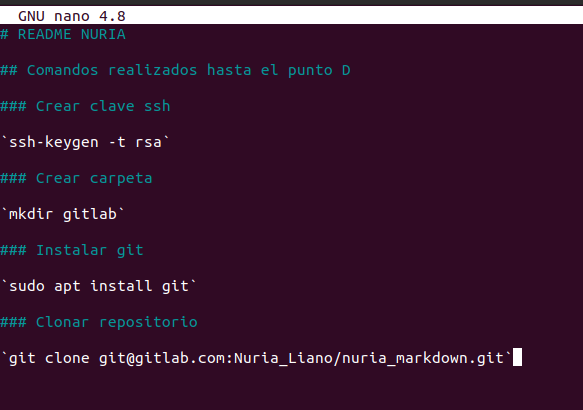 GNU nano 4.8
# README NURIA
## Comandos realizados hasta el punto D
### Crear clave ssh
`ssh-keygen -t rsa`
### Crear carpeta
`mkdir gitlab`
### Instalar git
`sudo apt install git`
### Clonar repositorio
`git clone git@gitlab.com:Nuria_Liano/nuria_markdown.git`